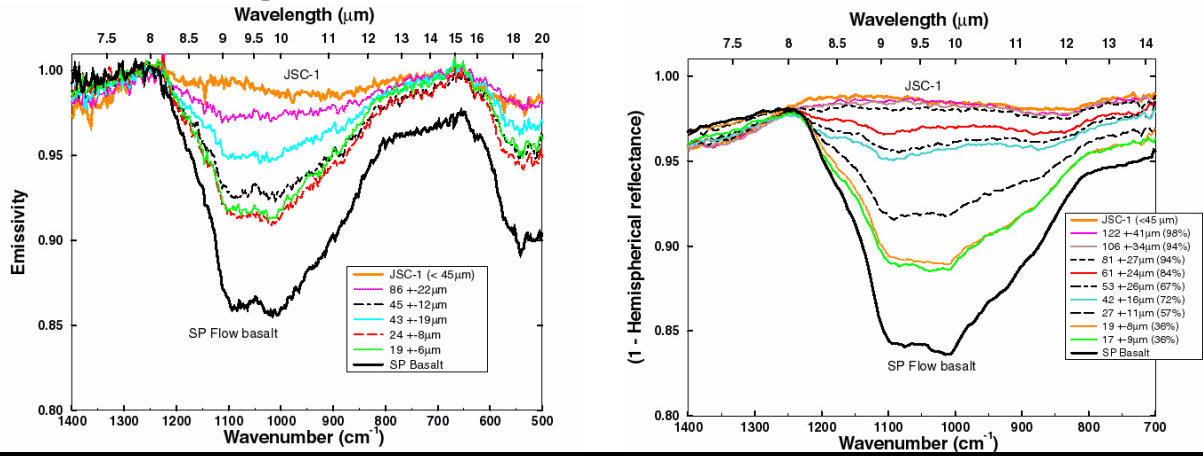 Wavelength (µm)
7.5 8 8.5 9 9.5 10 11 12 13 14 15 16 18 20
1.00
0.95
0.90
0.85
0.80
Emissivity
JSC-1
SP Flow basalt
JSC-1 (< 45µm)
86 +-22µm
45 +-12µm
43 +-19µm
24 +-8µm
19 +-6µm
SP Basalt
1400 1300 1200 1100 1000 900 800 700 600 500
Wavenumber (cm⁻¹)
Wavelength (µm)
7.5 8 8.5 9 9.5 10 11 12 13 14
1.00
0.95
0.90
0.85
0.80
(1 - Hemispherical reflectance)
JSC-1
SP Flow basalt
JSC-1 (<45 µm)
122 +-41µm (98%)
106 +-34µm (94%)
81 +-27µm (94%)
61 +-24µm (84%)
53 +-26µm (67%)
42 +-16µm (72%)
27 +-11µm (57%)
19 +-8µm (36%)
17 +-9µm (36%)
SP Basalt
1400 1300 1200 1100 1000 900 800 700
Wavenumber (cm⁻¹)